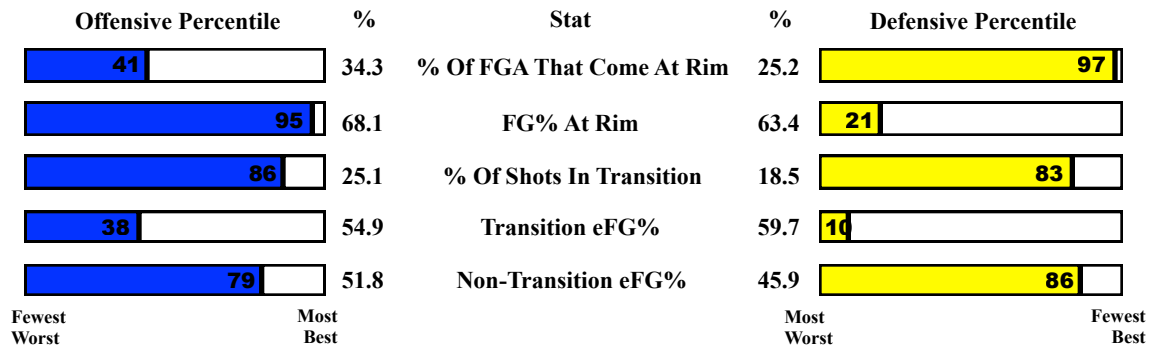 Offensive Percentile % Stat % Defensive Percentile
41 34.3 % Of FGA That Come At Rim 25.2 97
95 68.1 FG% At Rim 63.4 21
86 25.1 % Of Shots In Transition 18.5 83
38 54.9 Transition eFG% 59.7 10
79 51.8 Non-Transition eFG% 45.9 86
Fewest Most Most Fewest
Worst Best Worst Best